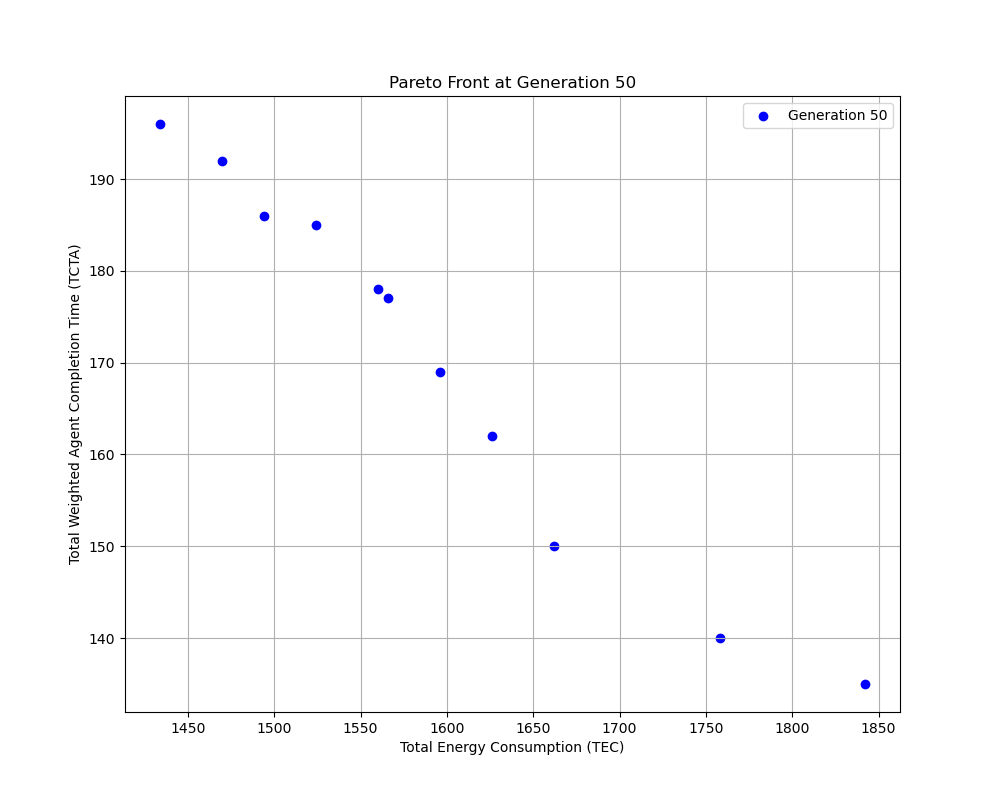 Pareto Front at Generation 50
Generation 50
190
180
170
160
150
140
Total Weighted Agent Completion Time (TCTA)
1450 1500 1550 1600 1650 1700 1750 1800 1850
Total Energy Consumption (TEC)